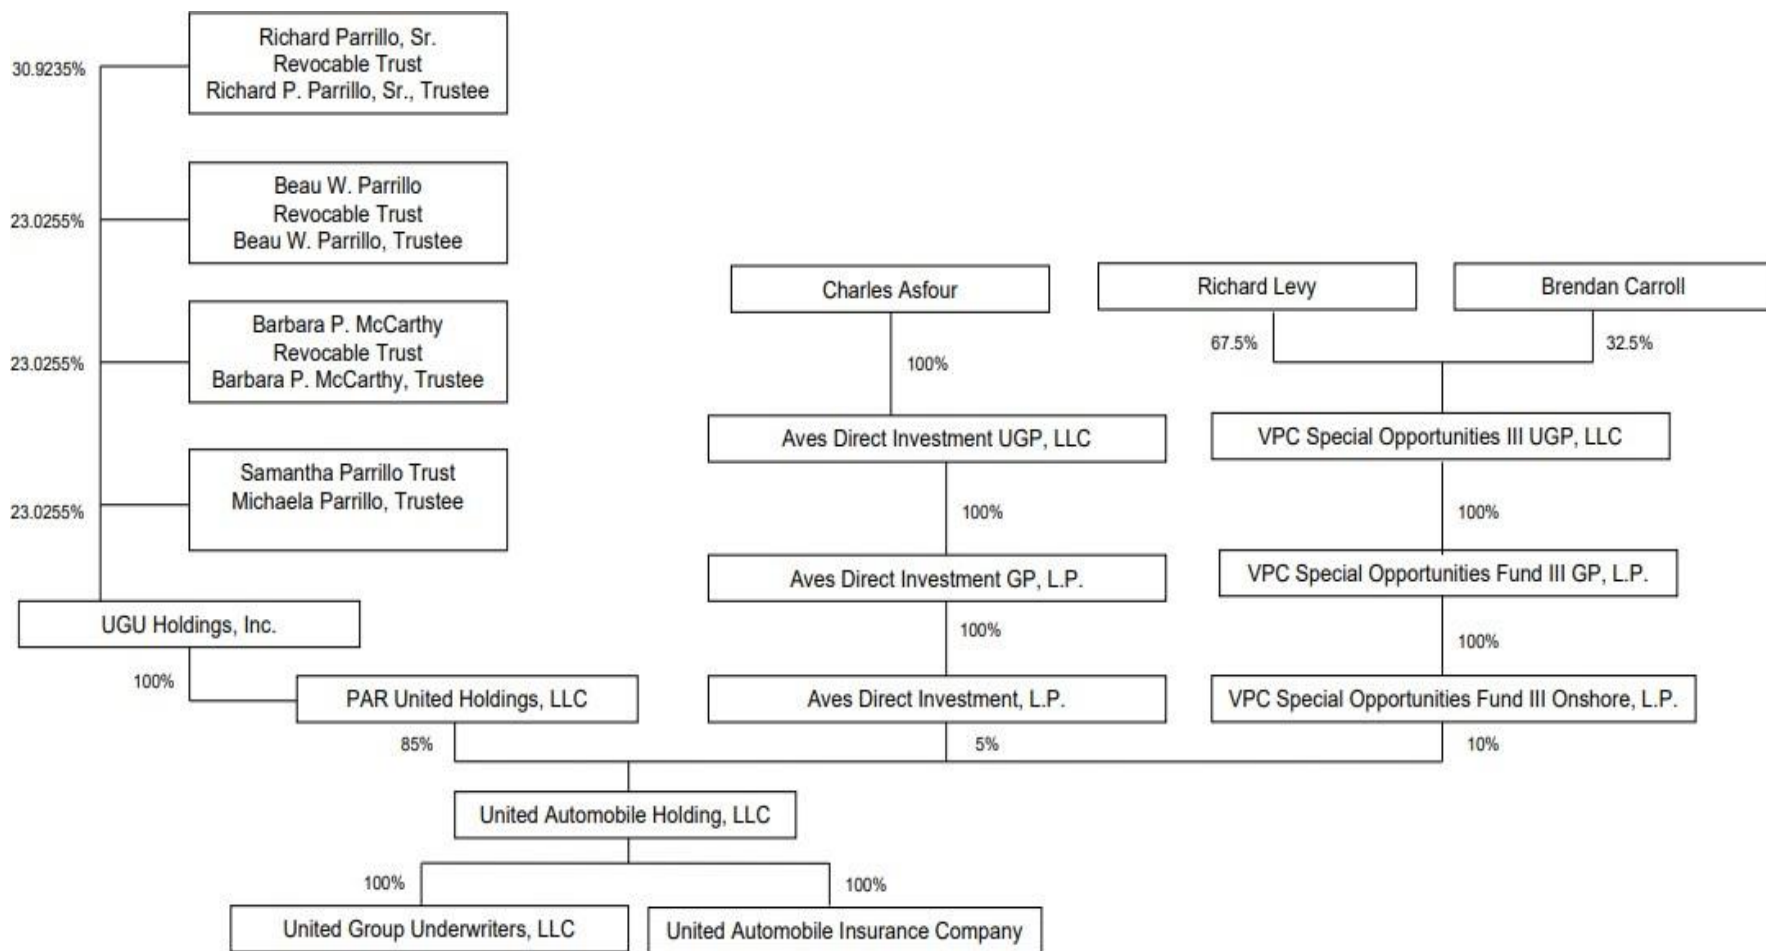 30.9235%
Richard Parrillo, Sr.
Revocable Trust
Richard P. Parrillo, Sr., Trustee
23.0255%
Beau W. Parrillo
Revocable Trust
Beau W. Parrillo, Trustee
23.0255%
Barbara P. McCarthy
Revocable Trust
Barbara P. McCarthy, Trustee
23.0255%
Samantha Parrillo Trust
Michaela Parrillo, Trustee
UGU Holdings, Inc.
100%
PAR United Holdings, LLC
85%
Charles Asfour
100%
Aves Direct Investment UGP, LLC
100%
Aves Direct Investment GP, L.P.
100%
Aves Direct Investment, L.P.
5%
Richard Levy
Brendan Carroll
67.5%
32.5%
VPC Special Opportunities III UGP, LLC
100%
VPC Special Opportunities Fund III GP, L.P.
100%
VPC Special Opportunities Fund III Onshore, L.P.
10%
United Automobile Holding, LLC
100%
100%
United Group Underwriters, LLC
United Automobile Insurance Company